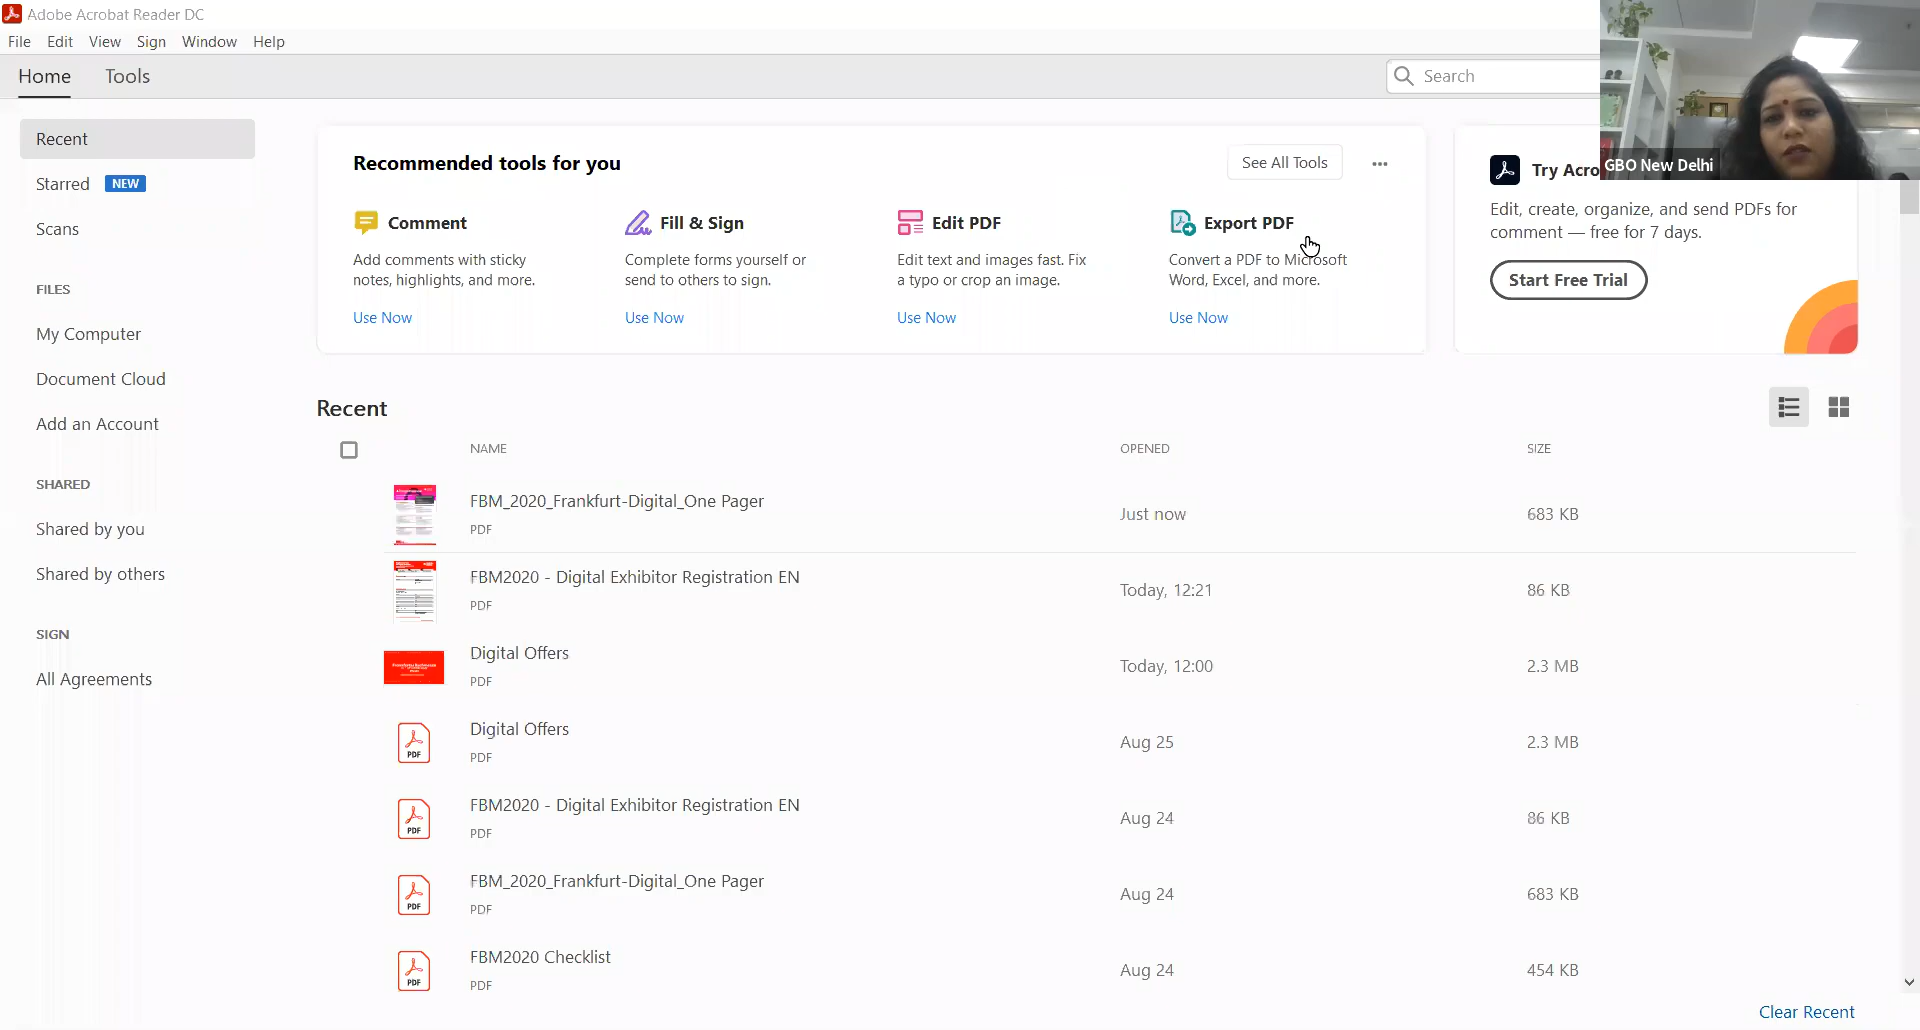 Adobe Acrobat Reader DC
File Edit View Sign Window Help
Home Tools
Search
Recent
Starred NEW
Scans
FILES
My Computer
Document Cloud
Add an Account
SHARED
Shared by you
Shared by others
SIGN
All Agreements
Recommended tools for you
See All Tools
Comment
Add comments with sticky
notes, highlights, and more.
Use Now
Fill & Sign
Complete forms yourself or
send to others to sign.
Use Now
Edit PDF
Edit text and images fast. Fix
a typo or crop an image.
Use Now
Export PDF
Convert a PDF to Microsoft
Word, Excel, and more.
Use Now
Try Acro
Edit, create, organize, and send PDFs for
comment — free for 7 days.
Start Free Trial
GBO New Delhi
Recent
NAME OPENED SIZE
FBM_2020_Frankfurt-Digital_One Pager
PDF
Just now 683 KB
FBM2020 - Digital Exhibitor Registration EN
PDF
Today, 12:21 86 KB
Digital Offers
PDF
Today, 12:00 2.3 MB
PDF
Digital Offers
PDF
Aug 25 2.3 MB
PDF
FBM2020 - Digital Exhibitor Registration EN
PDF
Aug 24 86 KB
PDF
FBM_2020_Frankfurt-Digital_One Pager
PDF
Aug 24 683 KB
PDF
FBM2020 Checklist
PDF
Aug 24 454 KB
Clear Recent